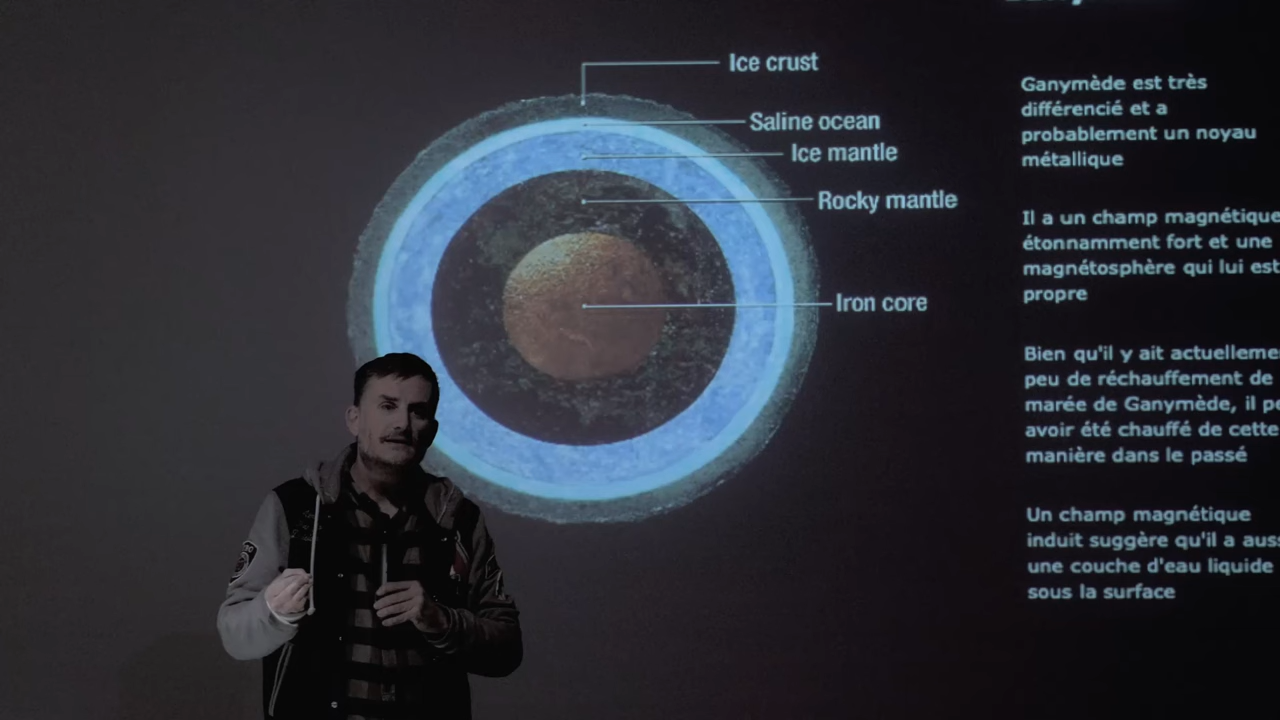 Ice crust
Saline ocean
Ice mantle
Rocky mantle
Iron core
Ganymède est très
différencié et a
probablement un noyau
métallique
Il a un champ magnétique
étonnamment fort et une
magnétosphère qui lui est
propre
Bien qu'il y ait actuelleme
peu de réchauffement de
marée de Ganymède, il pe
avoir été chauffé de cette
manière dans le passé
Un champ magnétique
induit suggère qu'il a auss
une couche d'eau liquide
sous la surface